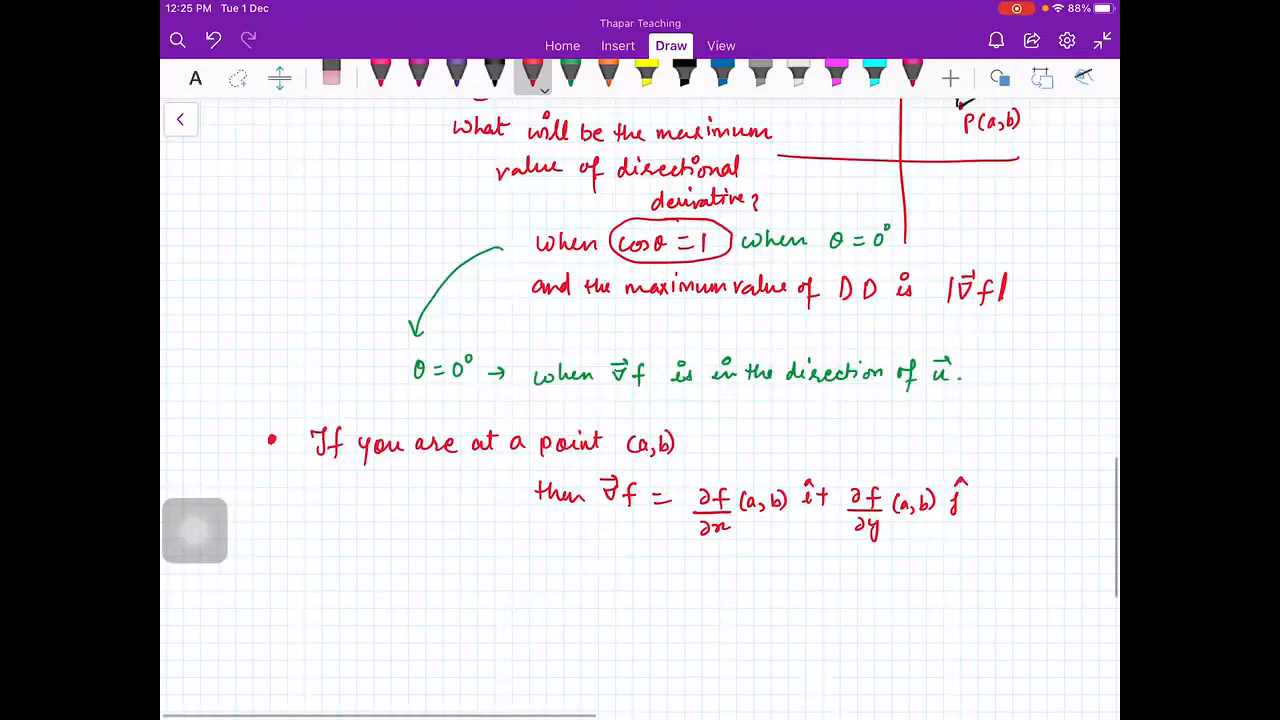 12:25 PM Tue 1 Dec
88%
Thapar Teaching
Home Insert Draw View
A
P(a,b)
What will be the maximum
value of directional
derivative?
when cosθ = 1 when θ = 0°
and the maximum value of DD is |∇⃗f|
θ = 0° → when ∇⃗f is in the direction of u⃗.
• If you are at a point (a,b)
then ∇⃗f = ∂f/∂x (a,b) î + ∂f/∂y (a,b) ĵ